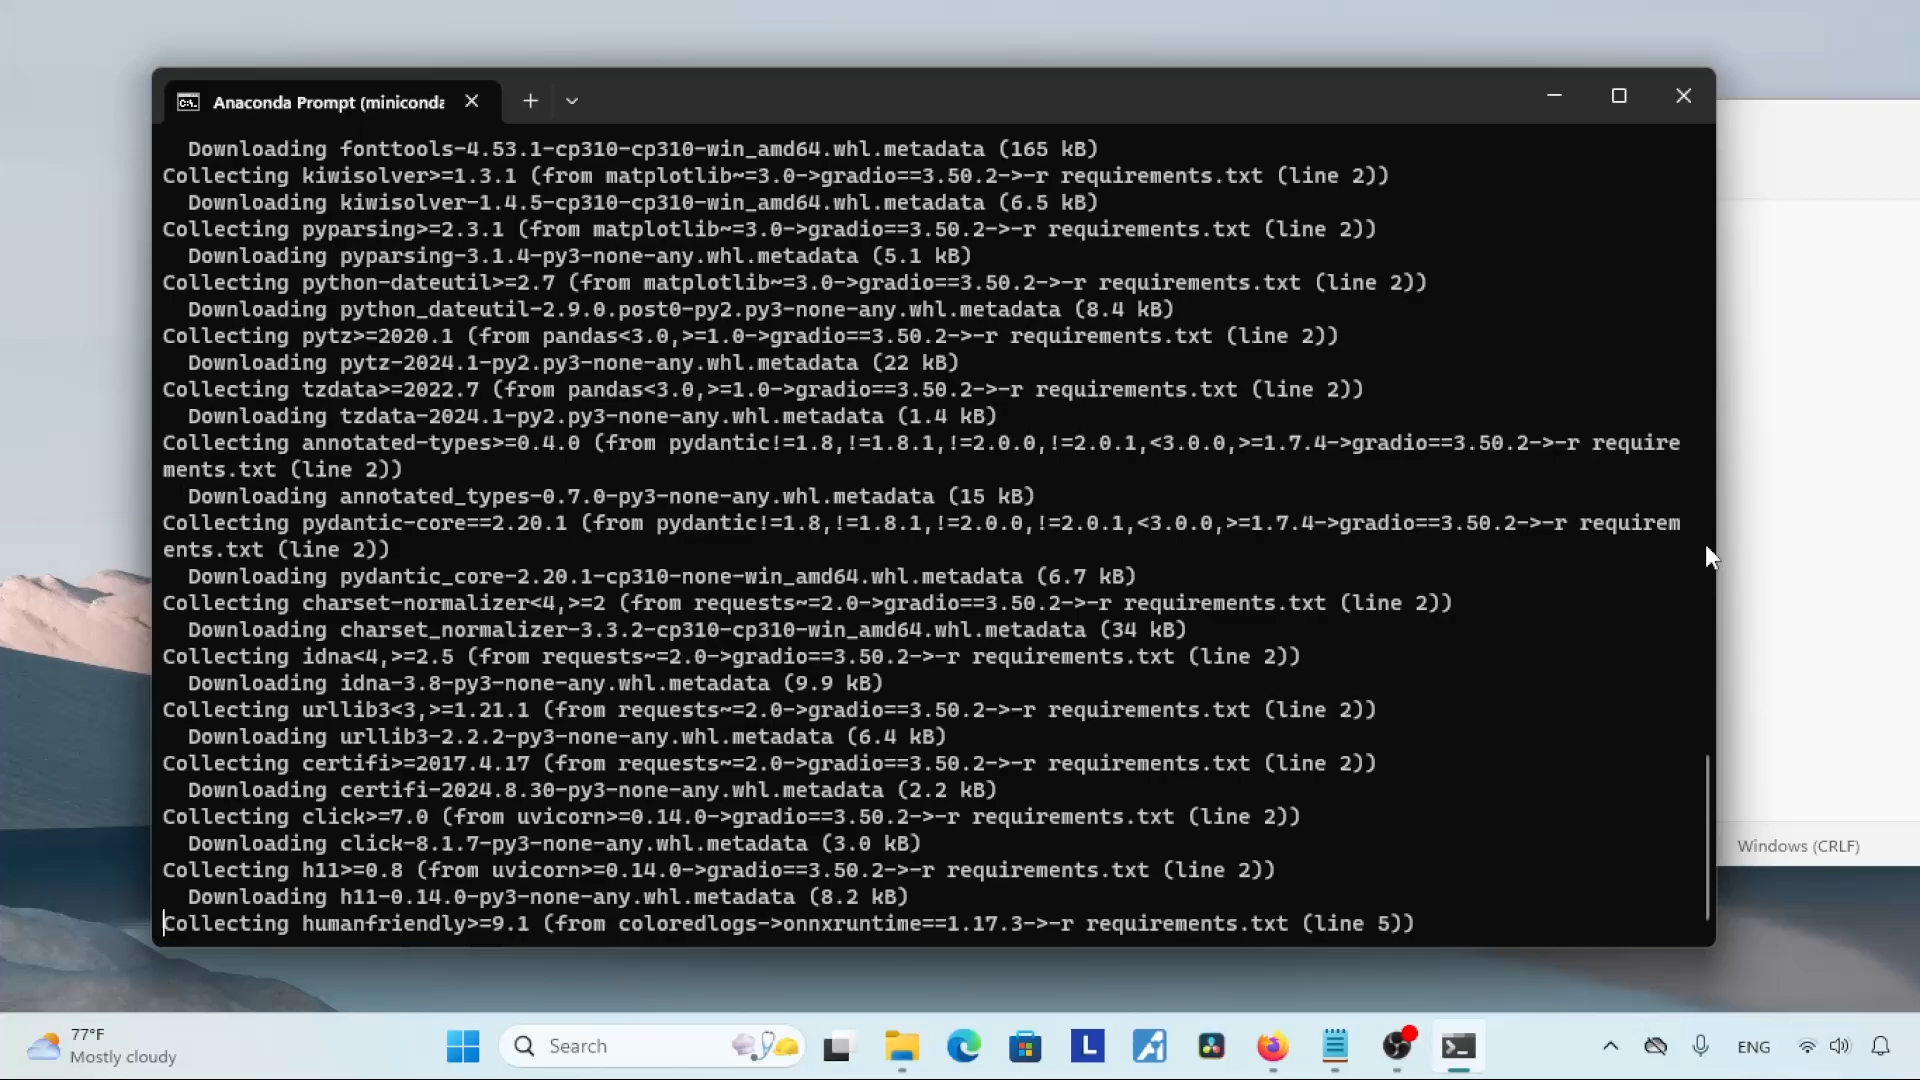 Anaconda Prompt (miniconda
Downloading fonttools-4.53.1-cp310-cp310-win_amd64.whl.metadata (165 kB)
Collecting kiwisolver>=1.3.1 (from matplotlib~=3.0->gradio==3.50.2->-r requirements.txt (line 2))
Downloading kiwisolver-1.4.5-cp310-cp310-win_amd64.whl.metadata (6.5 kB)
Collecting pyparsing>=2.3.1 (from matplotlib~=3.0->gradio==3.50.2->-r requirements.txt (line 2))
Downloading pyparsing-3.1.4-py3-none-any.whl.metadata (5.1 kB)
Collecting python-dateutil>=2.7 (from matplotlib~=3.0->gradio==3.50.2->-r requirements.txt (line 2))
Downloading python_dateutil-2.9.0.post0-py2.py3-none-any.whl.metadata (8.4 kB)
Collecting pytz>=2020.1 (from pandas<3.0,>=1.0->gradio==3.50.2->-r requirements.txt (line 2))
Downloading pytz-2024.1-py2.py3-none-any.whl.metadata (22 kB)
Collecting tzdata>=2022.7 (from pandas<3.0,>=1.0->gradio==3.50.2->-r requirements.txt (line 2))
Downloading tzdata-2024.1-py2.py3-none-any.whl.metadata (1.4 kB)
Collecting annotated-types>=0.4.0 (from pydantic!=1.8,!=1.8.1,!=2.0.0,!=2.0.1,<3.0.0,>=1.7.4->gradio==3.50.2->-r require
ments.txt (line 2))
Downloading annotated_types-0.7.0-py3-none-any.whl.metadata (15 kB)
Collecting pydantic-core==2.20.1 (from pydantic!=1.8,!=1.8.1,!=2.0.0,!=2.0.1,<3.0.0,>=1.7.4->gradio==3.50.2->-r requirem
ents.txt (line 2))
Downloading pydantic_core-2.20.1-cp310-none-win_amd64.whl.metadata (6.7 kB)
Collecting charset-normalizer<4,>=2 (from requests~=2.0->gradio==3.50.2->-r requirements.txt (line 2))
Downloading charset_normalizer-3.3.2-cp310-cp310-win_amd64.whl.metadata (34 kB)
Collecting idna<4,>=2.5 (from requests~=2.0->gradio==3.50.2->-r requirements.txt (line 2))
Downloading idna-3.8-py3-none-any.whl.metadata (9.9 kB)
Collecting urllib3<3,>=1.21.1 (from requests~=2.0->gradio==3.50.2->-r requirements.txt (line 2))
Downloading urllib3-2.2.2-py3-none-any.whl.metadata (6.4 kB)
Collecting certifi>=2017.4.17 (from requests~=2.0->gradio==3.50.2->-r requirements.txt (line 2))
Downloading certifi-2024.8.30-py3-none-any.whl.metadata (2.2 kB)
Collecting click>=7.0 (from uvicorn>=0.14.0->gradio==3.50.2->-r requirements.txt (line 2))
Downloading click-8.1.7-py3-none-any.whl.metadata (3.0 kB)
Collecting h11>=0.8 (from uvicorn>=0.14.0->gradio==3.50.2->-r requirements.txt (line 2))
Downloading h11-0.14.0-py3-none-any.whl.metadata (8.2 kB)
Collecting humanfriendly>=9.1 (from coloredlogs->onnxruntime==1.17.3->-r requirements.txt (line 5))
Windows (CRLF)
77°F
Mostly cloudy
Search
L
ENG